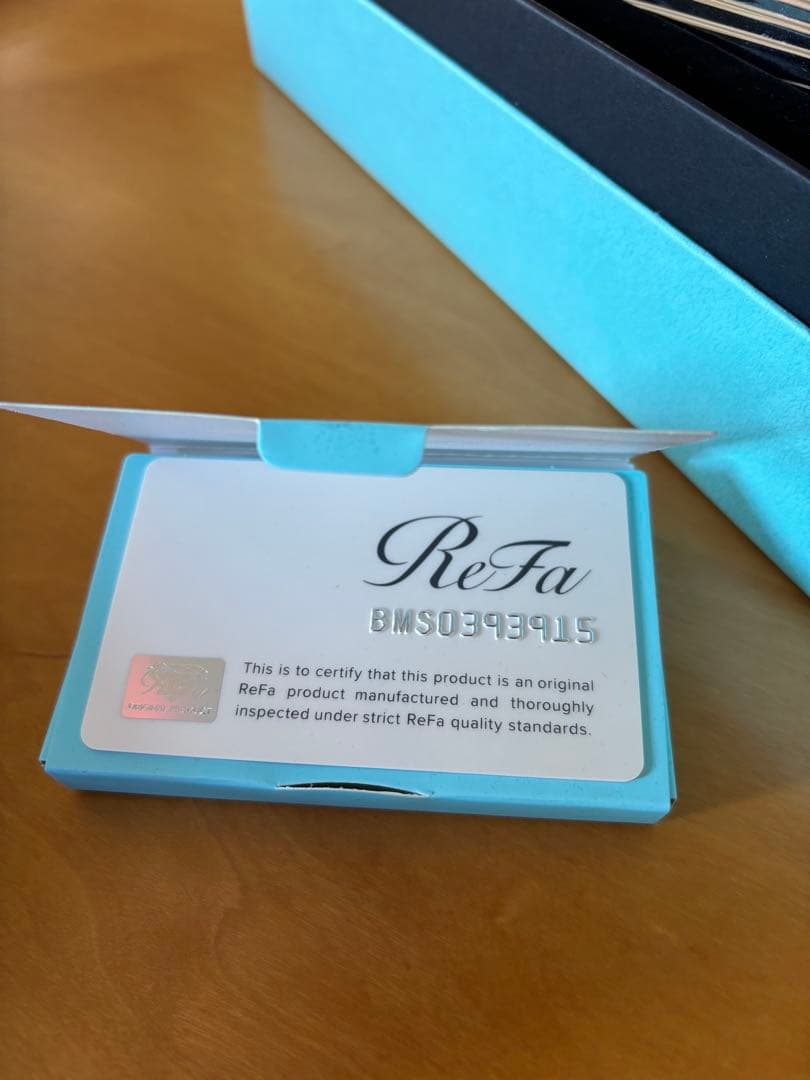 ReFa
BMS0393915
This is to certify that this product is an original
ReFa product manufactured and thoroughly
inspected under strict ReFa quality standards.